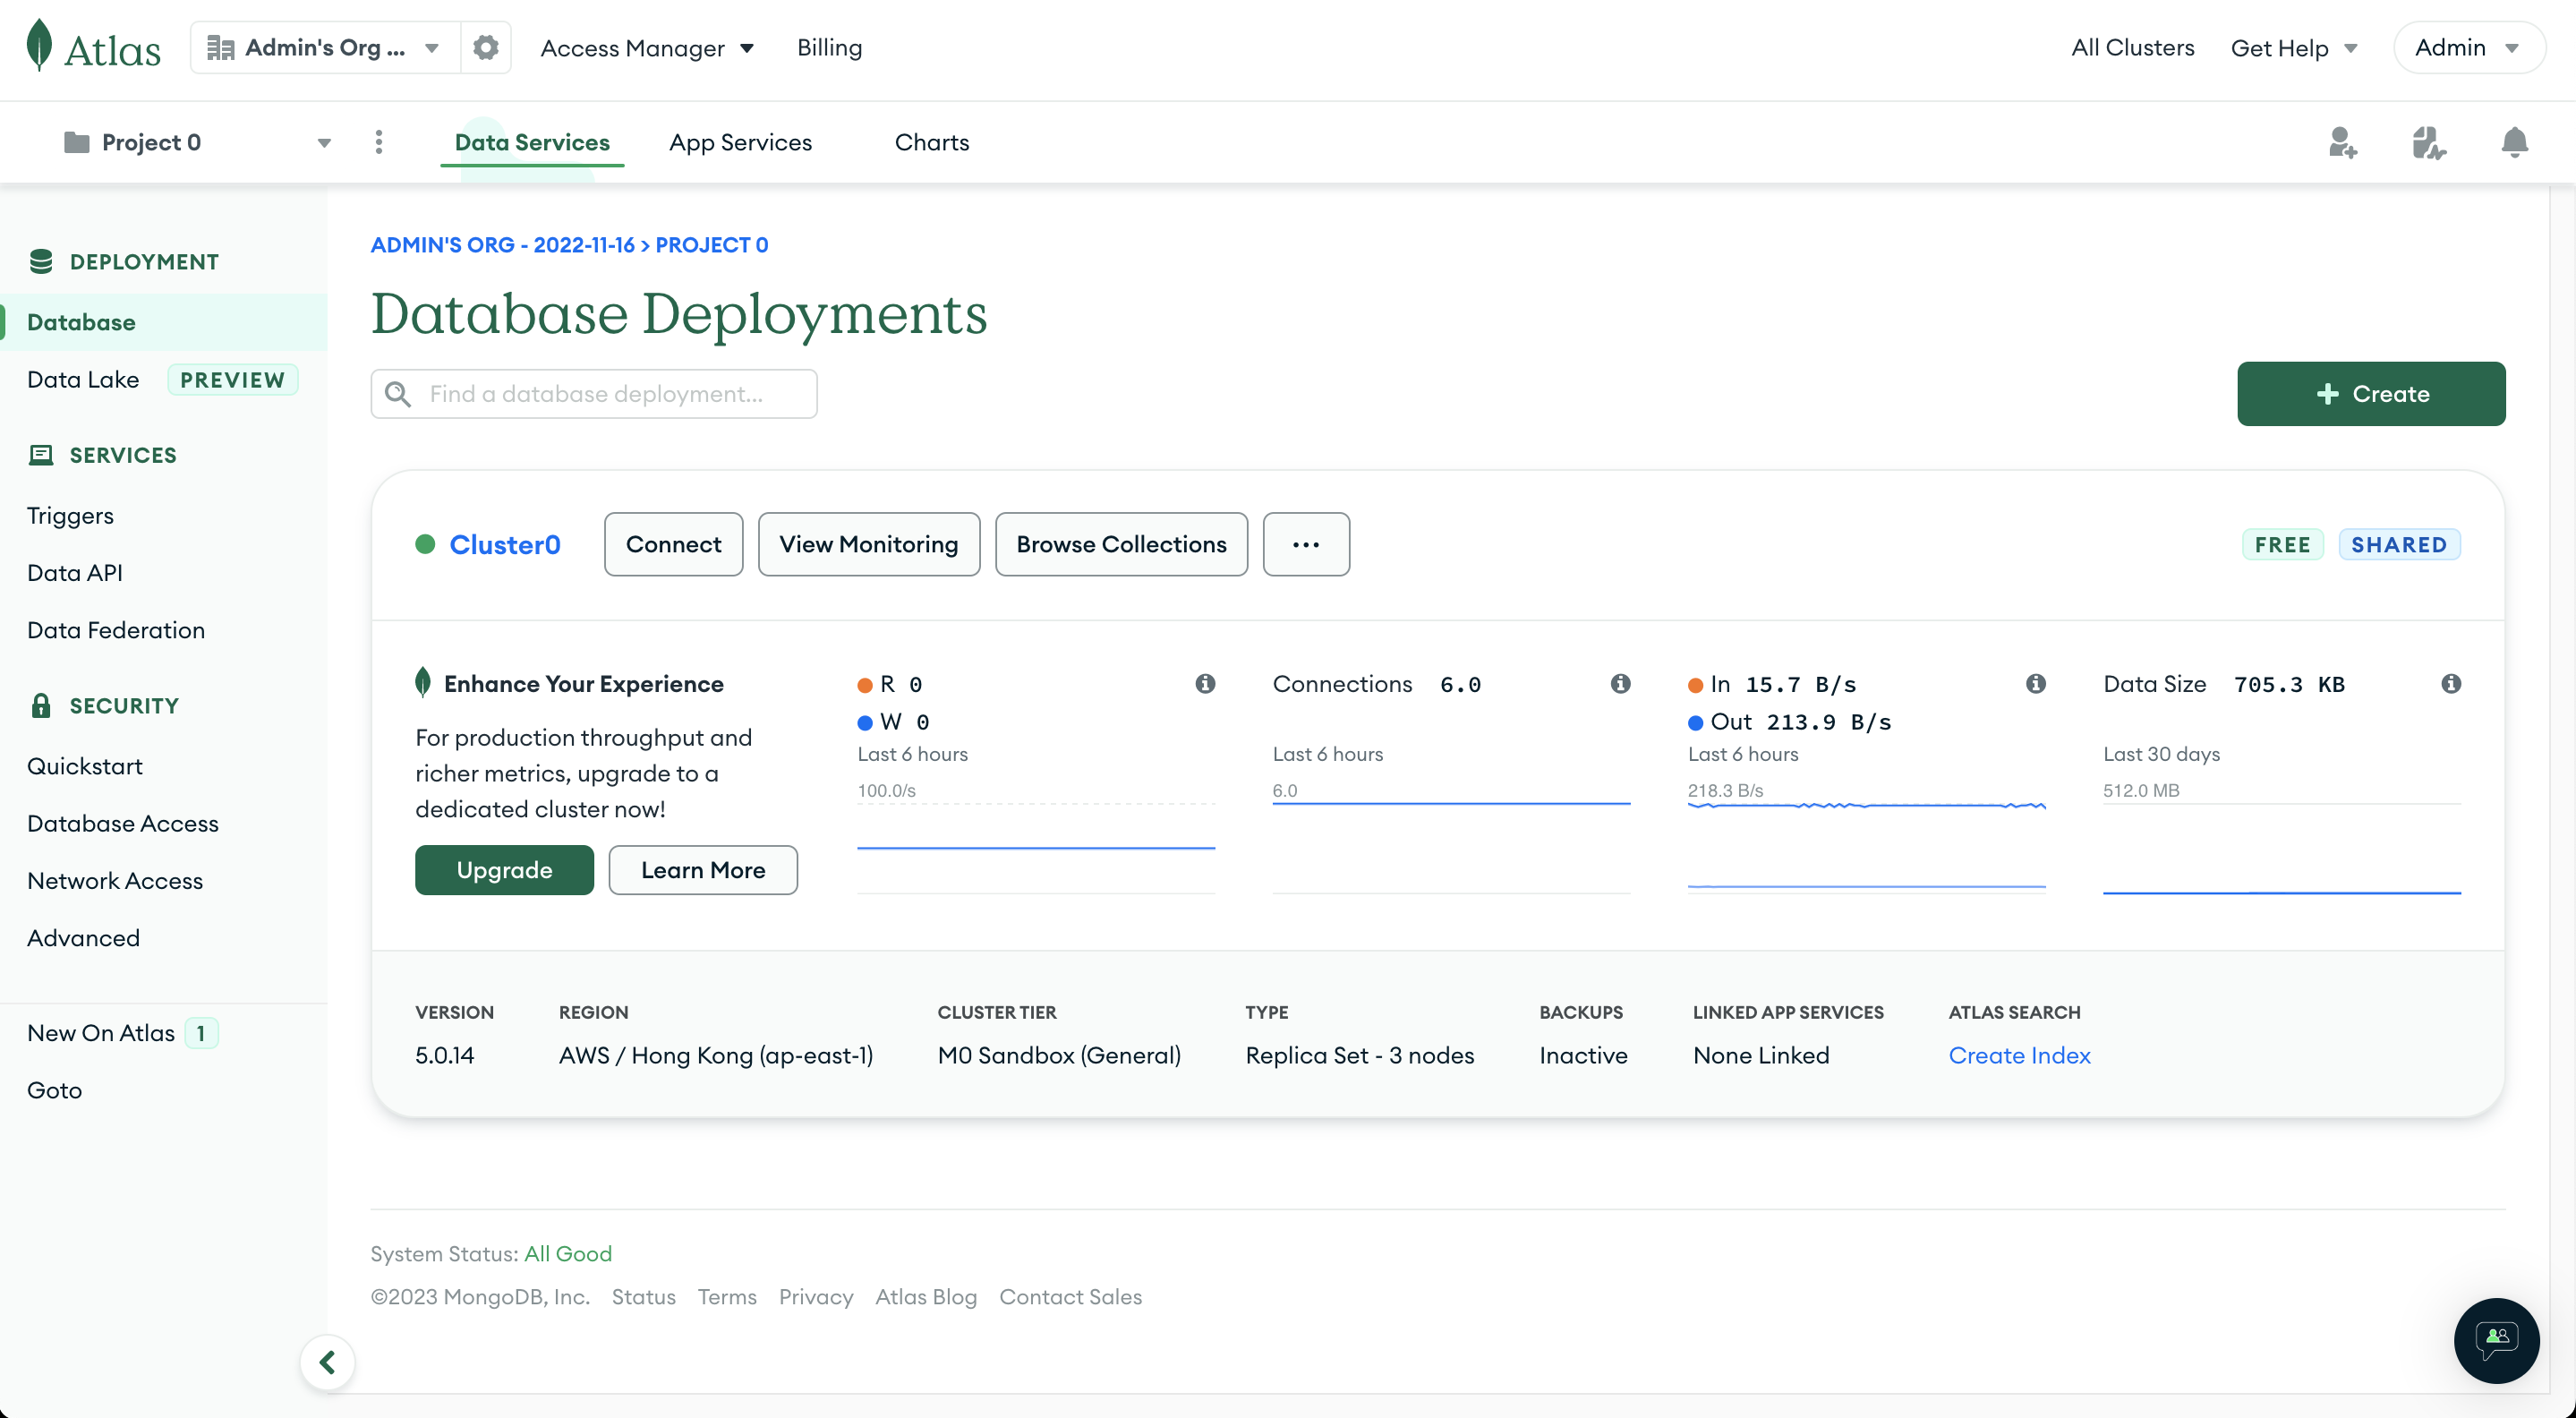 Atlas
Admin's Org ...
Access Manager
Billing
All Clusters
Get Help
Admin
Project 0
Data Services
App Services
Charts
DEPLOYMENT
Database
Data Lake PREVIEW
SERVICES
Triggers
Data API
Data Federation
SECURITY
Quickstart
Database Access
Network Access
Advanced
New On Atlas 1
Goto
ADMIN'S ORG - 2022-11-16 > PROJECT 0
Database Deployments
Find a database deployment...
+ Create
Cluster0
Connect
View Monitoring
Browse Collections
...
FREE
SHARED
Enhance Your Experience
For production throughput and
richer metrics, upgrade to a
dedicated cluster now!
Upgrade
Learn More
R 0
W 0
Last 6 hours
100.0/s
Connections 6.0
Last 6 hours
6.0
In 15.7 B/s
Out 213.9 B/s
Last 6 hours
218.3 B/s
Data Size 705.3 KB
Last 30 days
512.0 MB
VERSION
5.0.14
REGION
AWS / Hong Kong (ap-east-1)
CLUSTER TIER
M0 Sandbox (General)
TYPE
Replica Set - 3 nodes
BACKUPS
Inactive
LINKED APP SERVICES
None Linked
ATLAS SEARCH
Create Index
System Status: All Good
©2023 MongoDB, Inc. Status Terms Privacy Atlas Blog Contact Sales